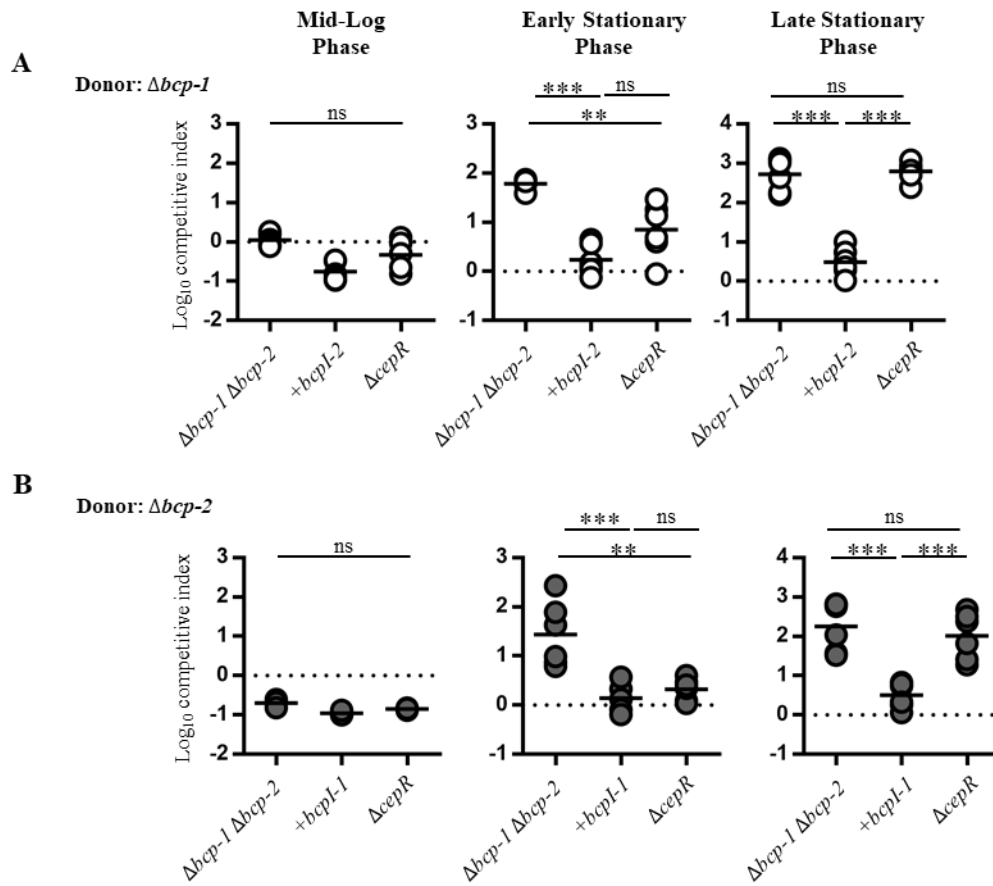 Mid-Log
Phase
Early Stationary
Phase
Late Stationary
Phase
A
Donor: Δbcp-1
Log₁₀ competitive index
ns
3
2
1
0
-1
-2
Δbcp-1 Δbcp-2
+bcpI-2
ΔcepR
*** ns
**
3
2
1
0
-1
Δbcp-1 Δbcp-2
+bcpI-2
ΔcepR
ns
*** ***
4
3
2
1
0
-1
Δbcp-1 Δbcp-2
+bcpI-2
ΔcepR
B
Donor: Δbcp-2
Log₁₀ competitive index
ns
3
2
1
0
-1
-2
Δbcp-1 Δbcp-2
+bcpI-1
ΔcepR
*** ns
**
3
2
1
0
-1
Δbcp-1 Δbcp-2
+bcpI-1
ΔcepR
ns
*** ***
4
3
2
1
0
-1
Δbcp-1 Δbcp-2
+bcpI-1
ΔcepR